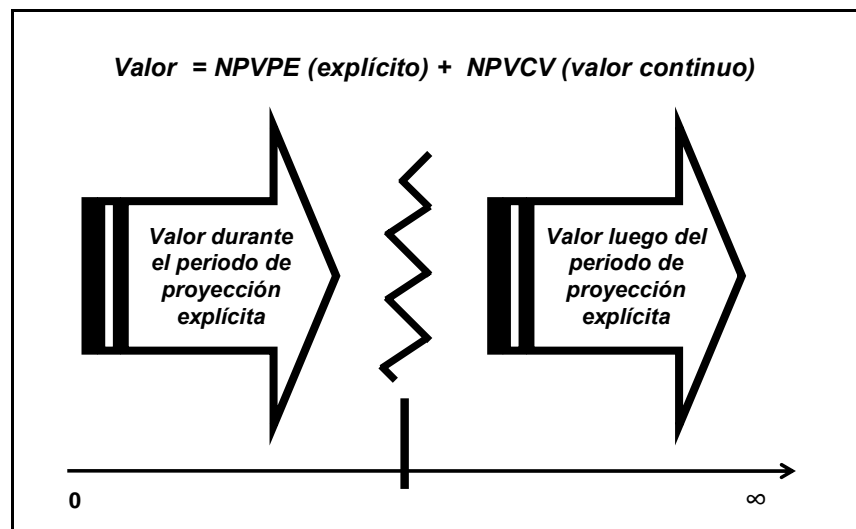 Valor = NPVPE (explícito) + NPVCV (valor continuo)
Valor durante
el periodo de
proyección
explícita
Valor luego del
periodo de
proyección
explícita
0
∞